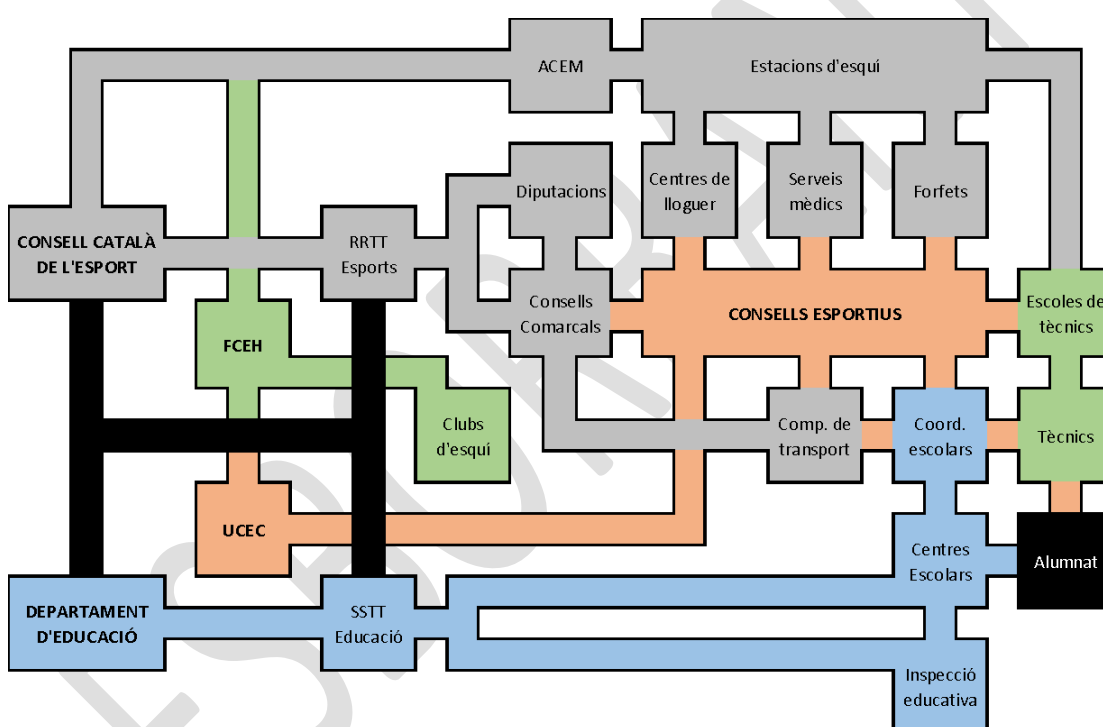 ACEM
Estacions d'esquí
Diputacions
Centres de
lloguer
Serveis
mèdics
Forfets
CONSELL CATALÀ
DE L'ESPORT
RRTT
Esports
Consells
Comarcals
CONSELLS ESPORTIUS
Escoles de
tècnics
FCEH
Clubs
d'esquí
Comp. de
transport
Coord.
escolars
Tècnics
UCEC
Centres
Escolars
Alumnat
DEPARTAMENT
D'EDUCACIÓ
SSTT
Educació
Inspecció
educativa